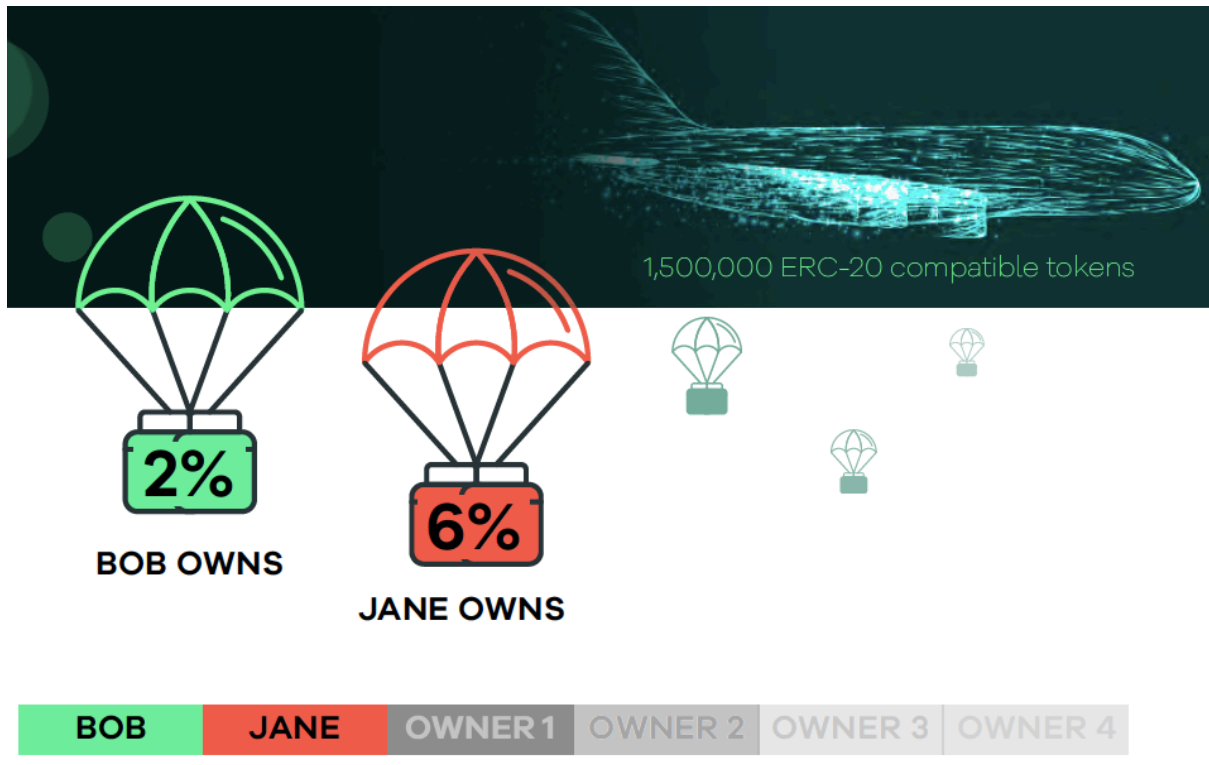 1,500,000 ERC-20 compatible tokens
2%
BOB OWNS
6%
JANE OWNS
BOB JANE OWNER 1 OWNER 2 OWNER 3 OWNER 4